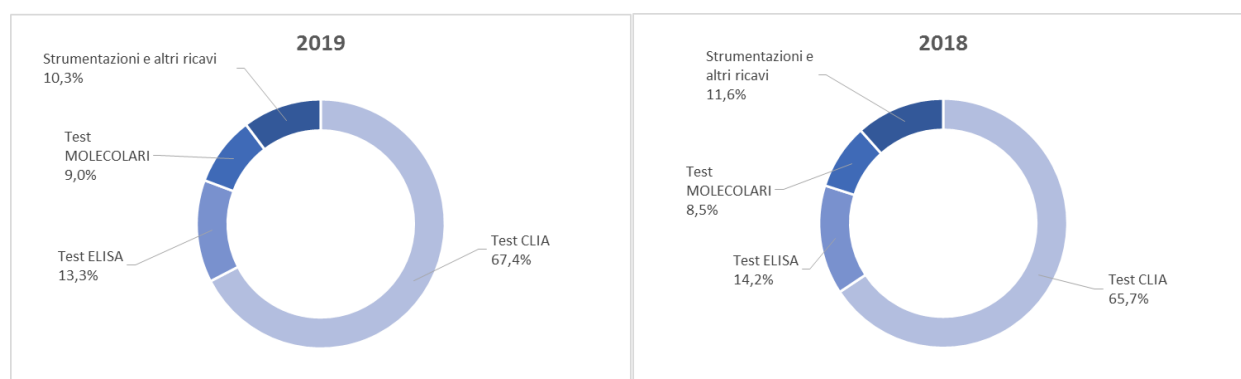 2019
Strumentazioni e altri ricavi
10,3%
Test
MOLECOLARI
9,0%
Test ELISA
13,3%
Test CLIA
67,4%
2018
Strumentazioni e
altri ricavi
11,6%
Test
MOLECOLARI
8,5%
Test ELISA
14,2%
Test CLIA
65,7%